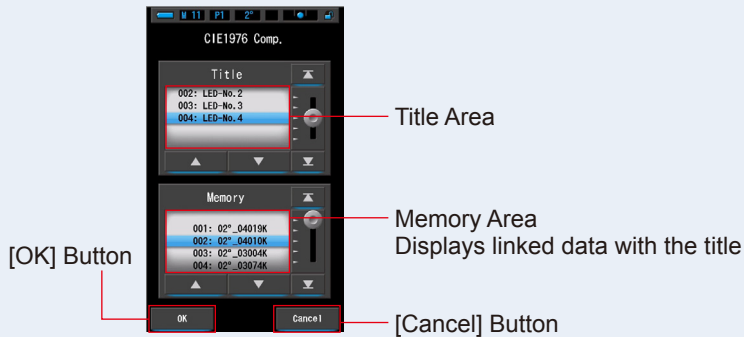 M 11 P1 2°
CIE1976 Comp.
Title
002: LED-No.2
003: LED-No.3
004: LED-No.4
Title Area
Memory
001: 02°_04019K
002: 02°_04010K
003: 02°_03004K
004: 02°_03074K
Memory Area
Displays linked data with the title
[OK] Button
OK
Cancel
[Cancel] Button